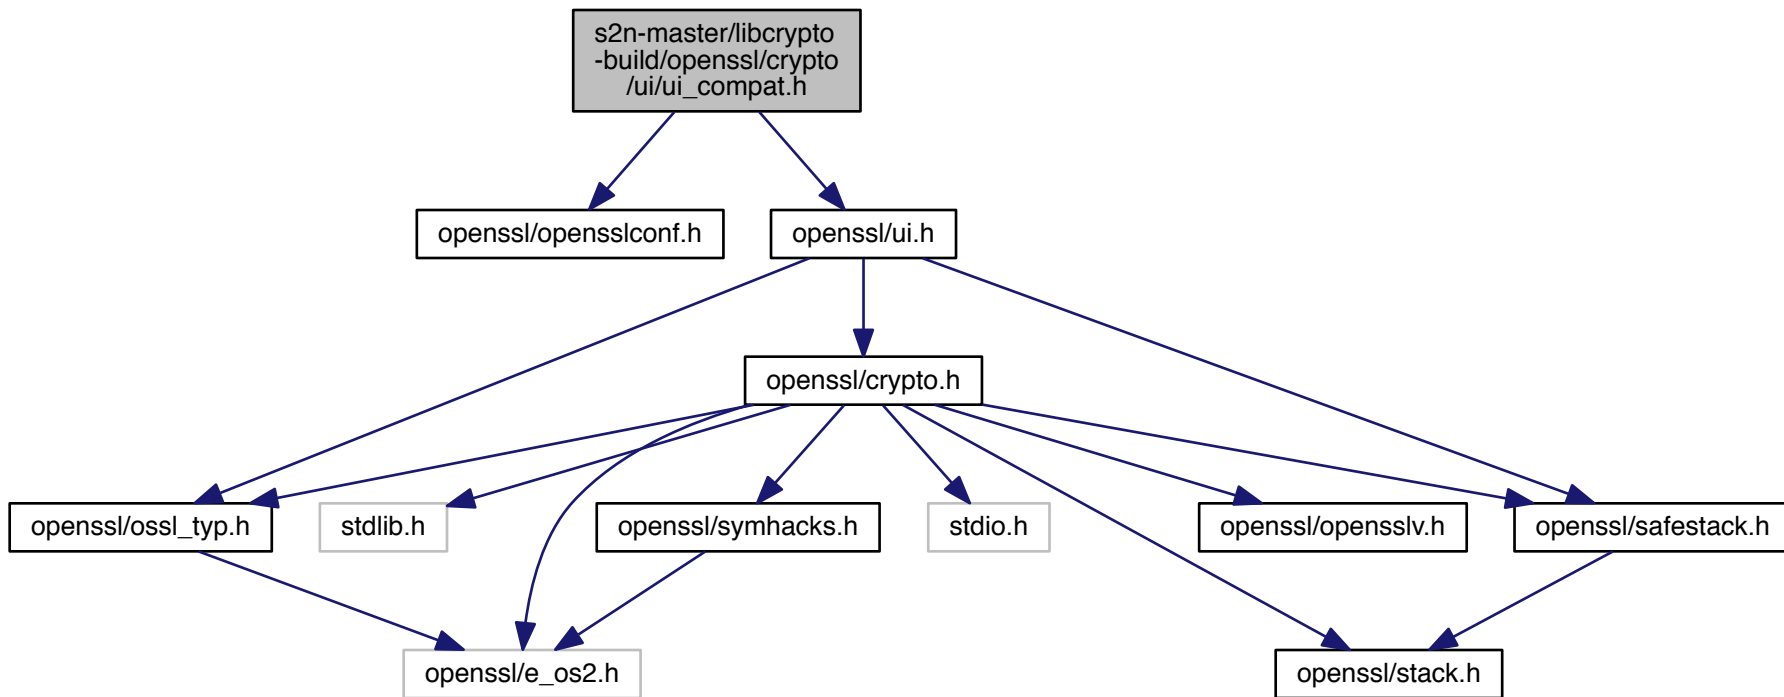 s2n-master/libcrypto
-build/openssl/crypto
/ui/ui_compat.h
openssl/opensslconf.h
openssl/ui.h
openssl/crypto.h
openssl/ossl_typ.h
stdlib.h
openssl/symhacks.h
stdio.h
openssl/opensslv.h
openssl/safestack.h
openssl/e_os2.h
openssl/stack.h